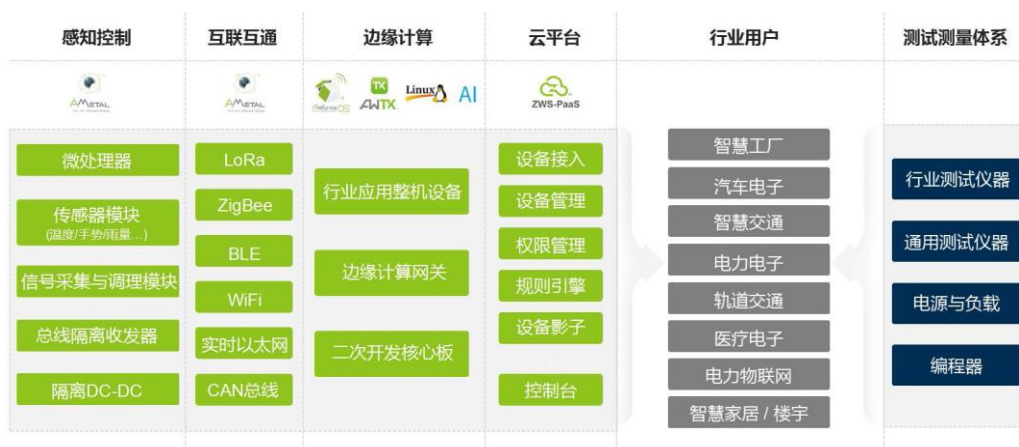 感知控制
互联互通
边缘计算
云平台
行业用户
测试测量体系
AMETAL
AMETAL
AWorksOS
TX
AWTK
Linux
AI
ZWS-PaaS
微处理器
传感器模块
(温度/手势/雨量...)
信号采集与调理模块
总线隔离收发器
隔离DC-DC
LoRa
ZigBee
BLE
WiFi
实时以太网
CAN总线
行业应用整机设备
边缘计算网关
二次开发核心板
设备接入
设备管理
权限管理
规则引擎
设备影子
控制台
智慧工厂
汽车电子
智慧交通
电力电子
轨道交通
医疗电子
电力物联网
智慧家居 / 楼宇
行业测试仪器
通用测试仪器
电源与负载
编程器